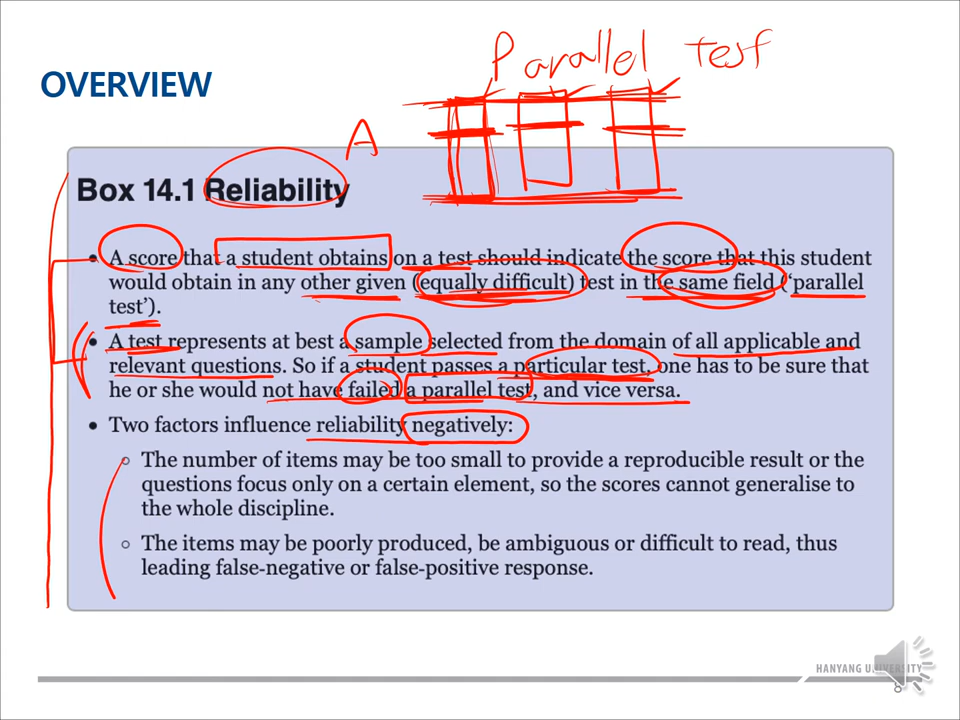 Parallel test
OVERVIEW
A
Box 14.1 Reliability
• A score that a student obtains on a test should indicate the score that this student
would obtain in any other given (equally difficult) test in the same field (‘parallel
test’).
• A test represents at best a sample selected from the domain of all applicable and
relevant questions. So if a student passes a particular test, one has to be sure that
he or she would not have failed a parallel test, and vice versa.
• Two factors influence reliability negatively:
○ The number of items may be too small to provide a reproducible result or the
questions focus only on a certain element, so the scores cannot generalise to
the whole discipline.
○ The items may be poorly produced, be ambiguous or difficult to read, thus
leading false-negative or false-positive response.
HANYANG UNIVERSITY
8